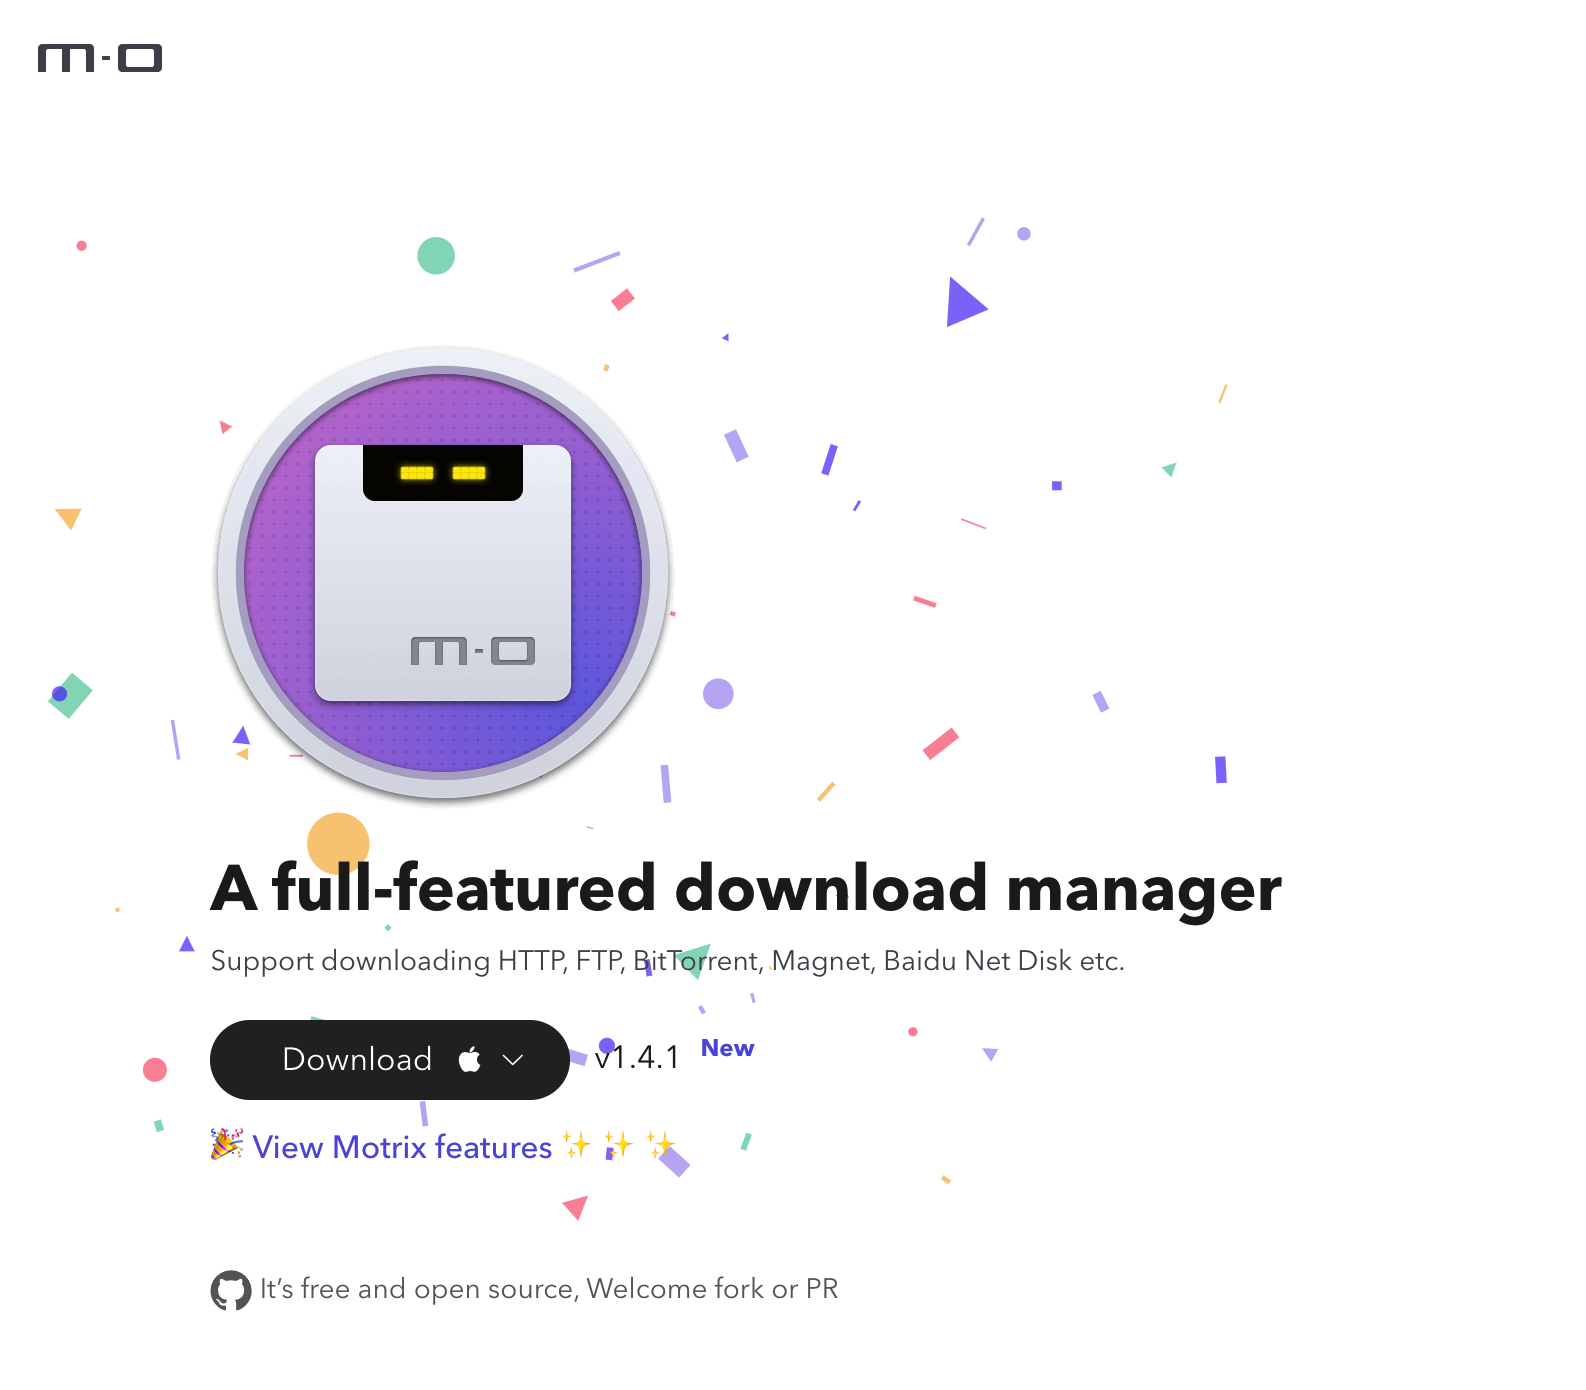 m-o
m-o
A full-featured download manager
Support downloading HTTP, FTP, BitTorrent, Magnet, Baidu Net Disk etc.
Download
v1.4.1 New
🎉 View Motrix features ✨ ✨ ✨
It’s free and open source, Welcome fork or PR